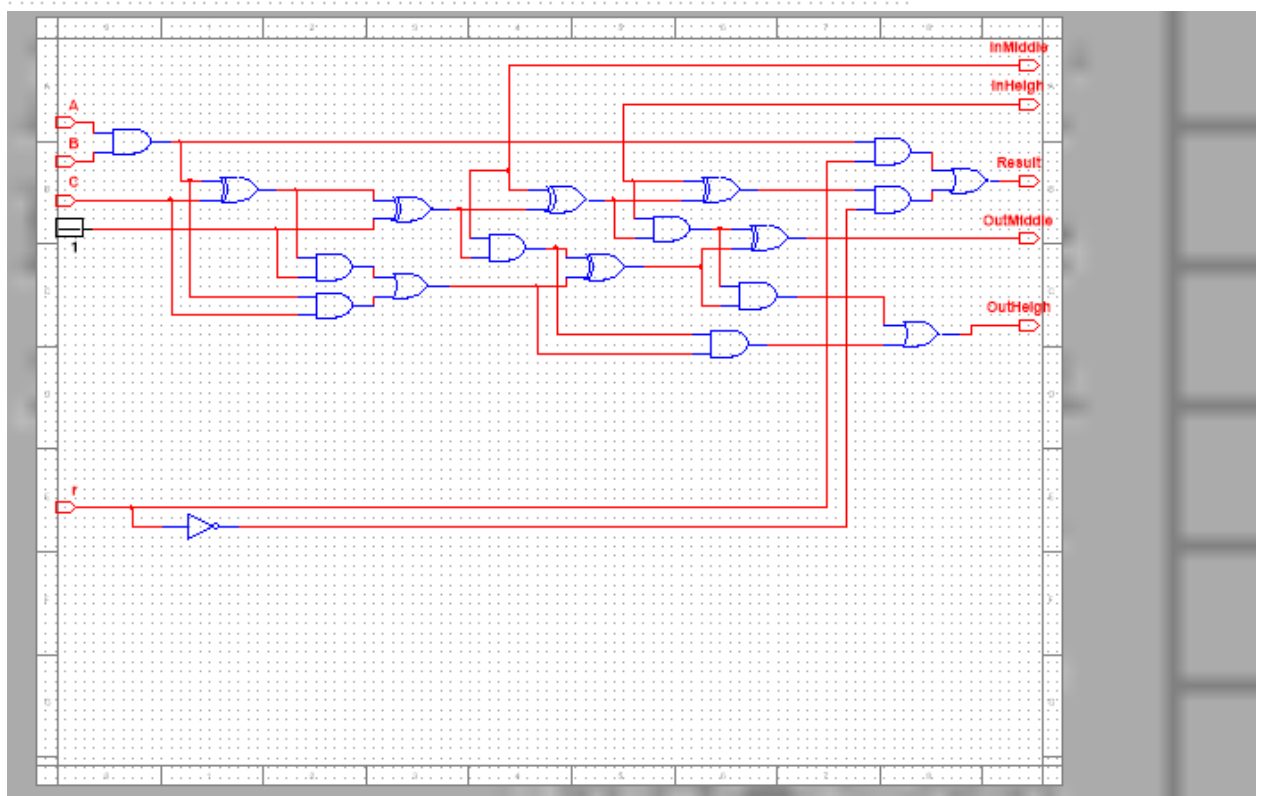 InMiddle
InHeigh
A
B
Result
C
OutMiddle
1
OutHeigh
r